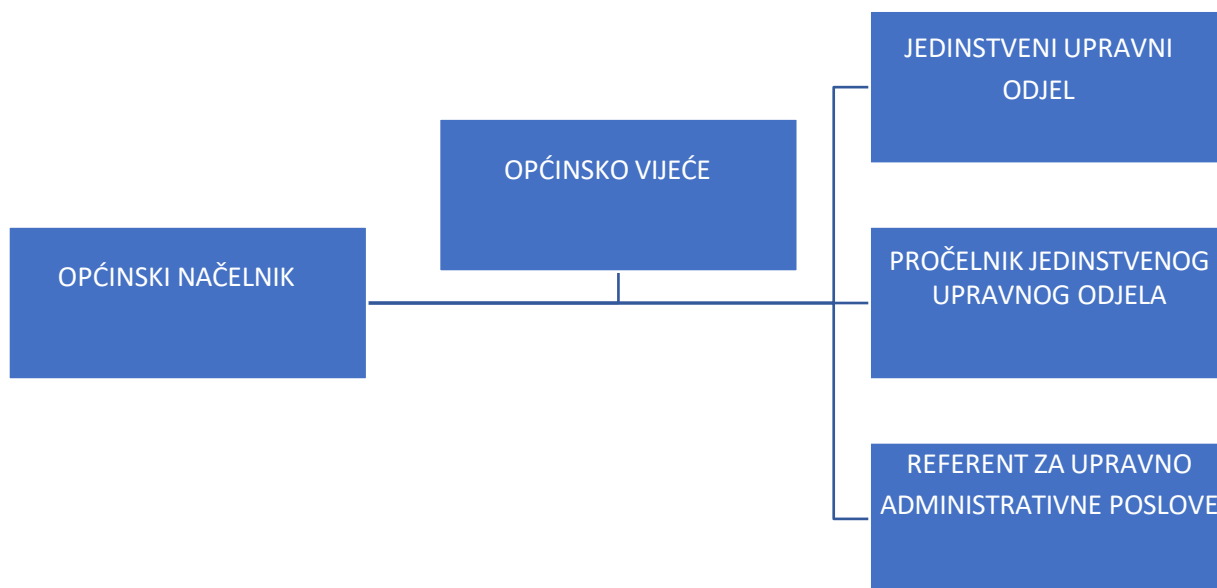 OPĆINSKI NAČELNIK
OPĆINSKO VIJEĆE
JEDINSTVENI UPRAVNI
ODJEL
PROČELNIK JEDINSTVENOG
UPRAVNOG ODJELA
REFERENT ZA UPRAVNO
ADMINISTRATIVNE POSLOVE